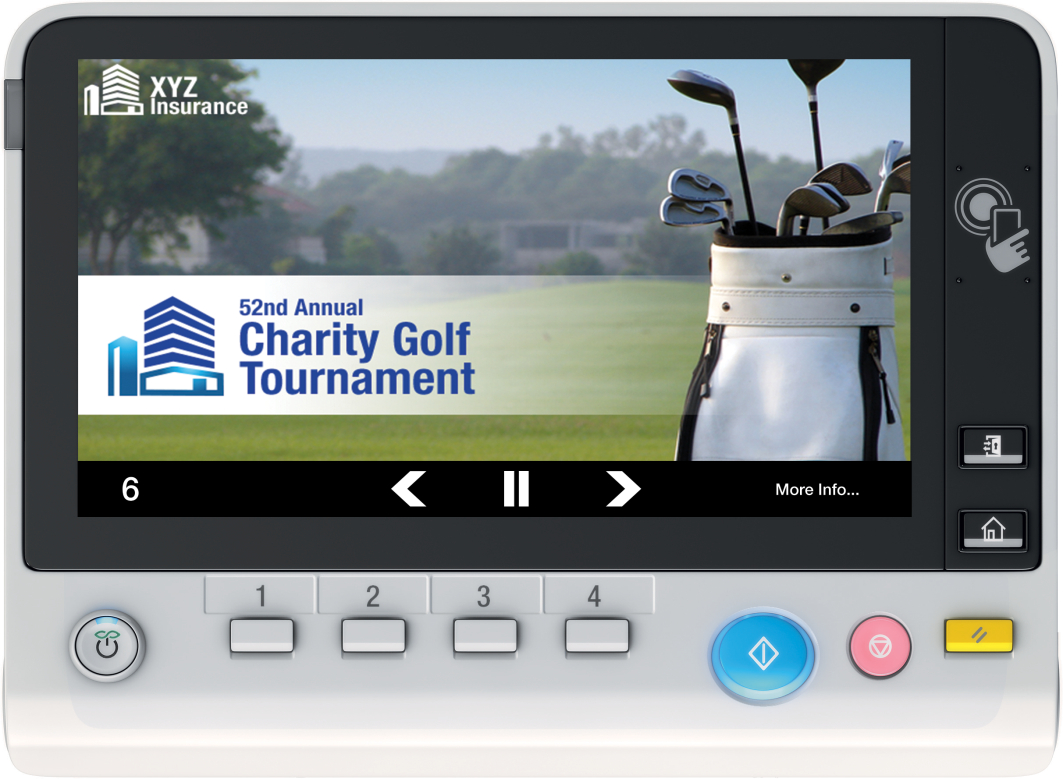 XYZ
Insurance
52nd Annual
Charity Golf
Tournament
6
More Info...
1
2
3
4